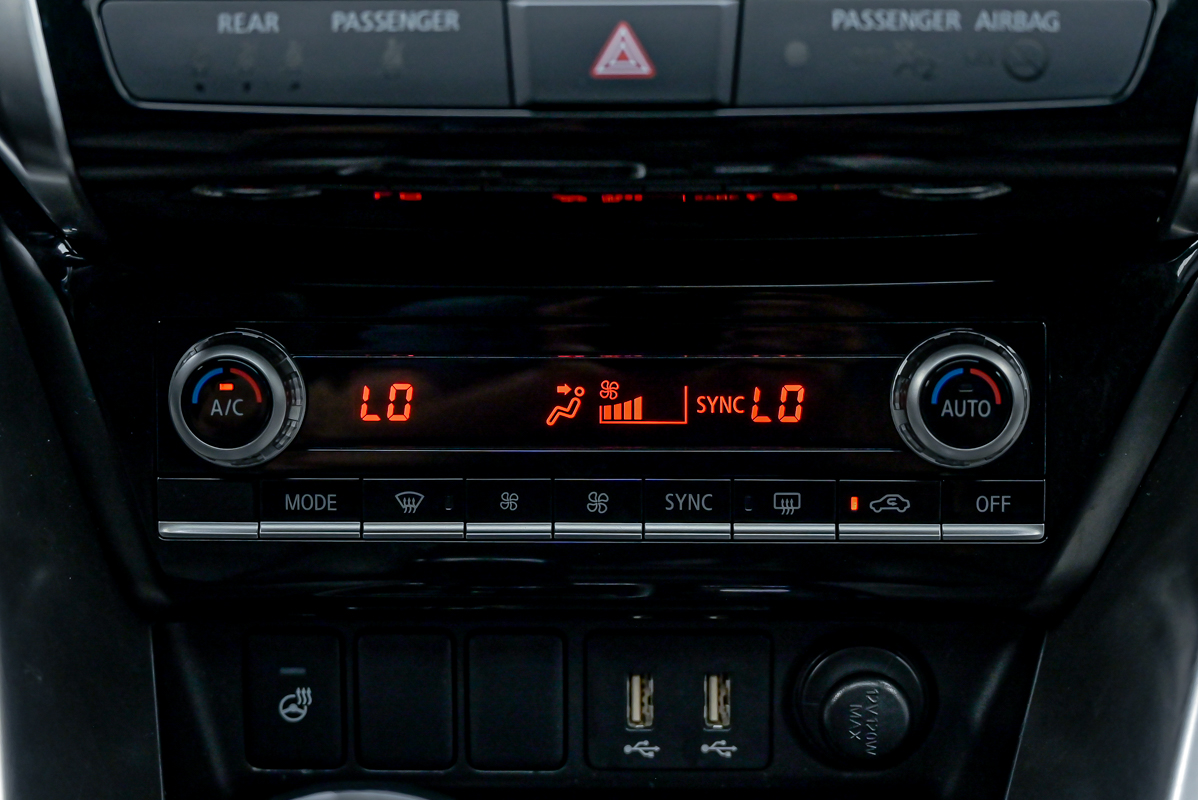 REAR PASSENGER
PASSENGER AIRBAG
A/C
LO
SYNC LO
AUTO
MODE
SYNC
OFF
12V120W
MAX